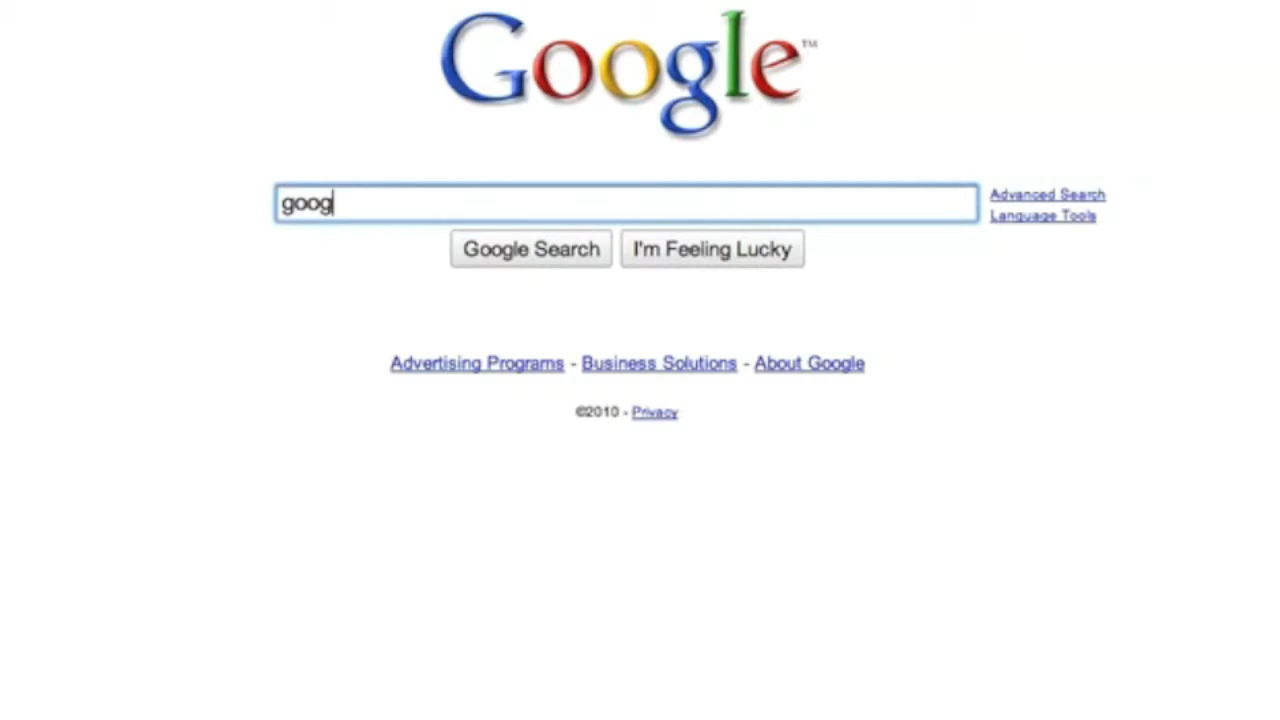 Google™
goog
Advanced Search
Language Tools
Google Search
I'm Feeling Lucky
Advertising Programs - Business Solutions - About Google
©2010 - Privacy